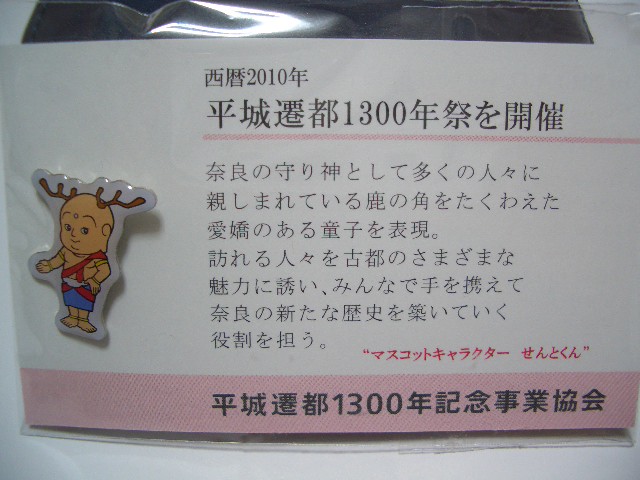 西暦2010年
平城遷都1300年祭を開催
奈良の守り神として多くの人々に
親しまれている鹿の角をたくわえた
愛嬌のある童子を表現。
訪れる人々を古都のさまざまな
魅力に誘い、みんなで手を携えて
奈良の新たな歴史を築いていく
役割を担う。
“マスコットキャラクター せんとくん”
平城遷都1300年記念事業協会